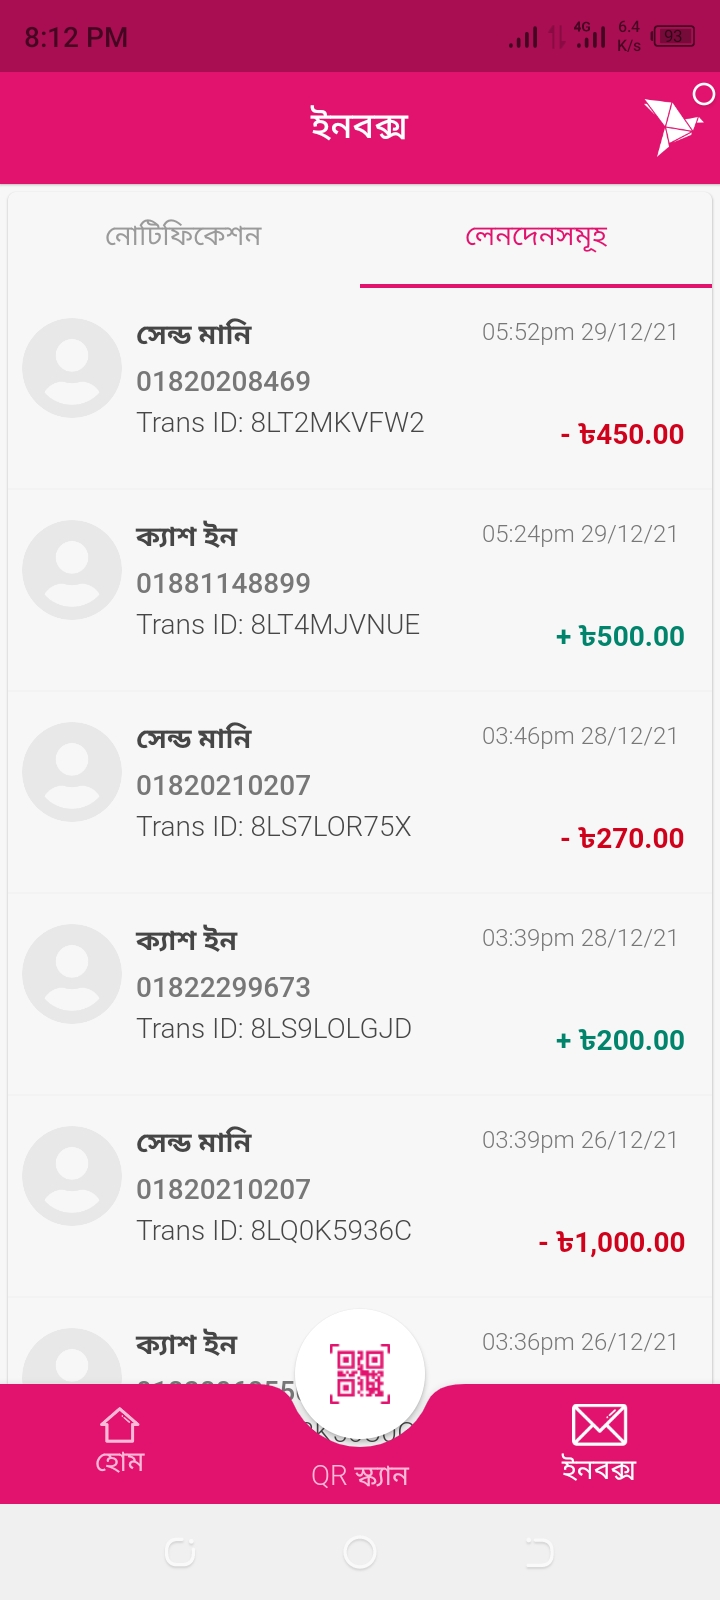 8:12 PM
4G
6.4
K/s
93
ইনবক্স
নোটিফিকেশন
লেনদেনসমূহ
সেন্ড মানি
05:52pm 29/12/21
01820208469
Trans ID: 8LT2MKVFW2
- ৳450.00
ক্যাশ ইন
05:24pm 29/12/21
01881148899
Trans ID: 8LT4MJVNUE
+ ৳500.00
সেন্ড মানি
03:46pm 28/12/21
01820210207
Trans ID: 8LS7LOR75X
- ৳270.00
ক্যাশ ইন
03:39pm 28/12/21
01822299673
Trans ID: 8LS9LOLGJD
+ ৳200.00
সেন্ড মানি
03:39pm 26/12/21
01820210207
Trans ID: 8LQ0K5936C
- ৳1,000.00
ক্যাশ ইন
03:36pm 26/12/21
হোম
QR স্ক্যান
ইনবক্স